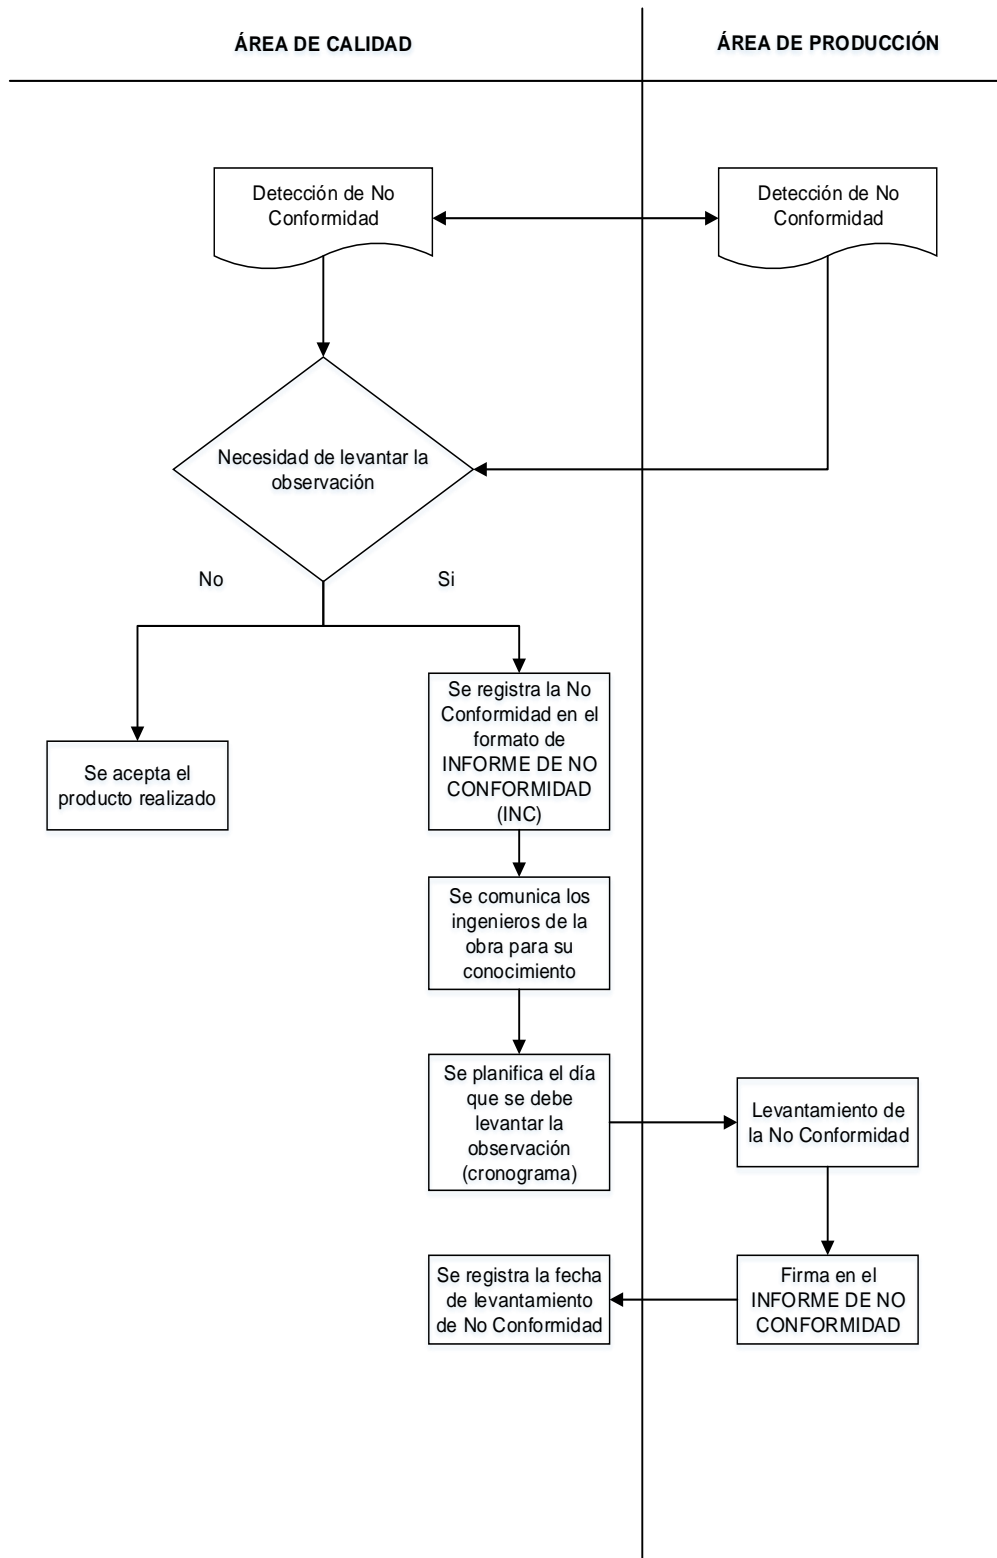 ÁREA DE CALIDAD
ÁREA DE PRODUCCIÓN
Detección de No
Conformidad
Detección de No
Conformidad
Necesidad de levantar la
observación
No
Si
Se registra la No
Conformidad en el
formato de
INFORME DE NO
CONFORMIDAD
(INC)
Se acepta el
producto realizado
Se comunica los
ingenieros de la
obra para su
conocimiento
Se planifica el día
que se debe
levantar la
observación
(cronograma)
Levantamiento de
la No Conformidad
Firma en el
INFORME DE NO
CONFORMIDAD
Se registra la fecha
de levantamiento
de No Conformidad